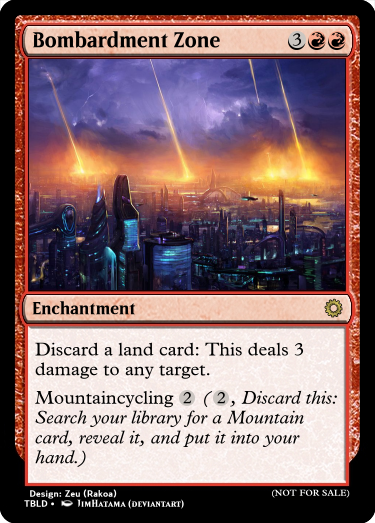 Bombardment Zone 3
Enchantment
Discard a land card: This deals 3
damage to any target.
Mountaincycling 2 ( 2, Discard this:
Search your library for a Mountain
card, reveal it, and put it into your
hand.)
Design: Zeu (Rakoa) (NOT FOR SALE)
TBLD • JIMHATAMA (DEVIANTART)